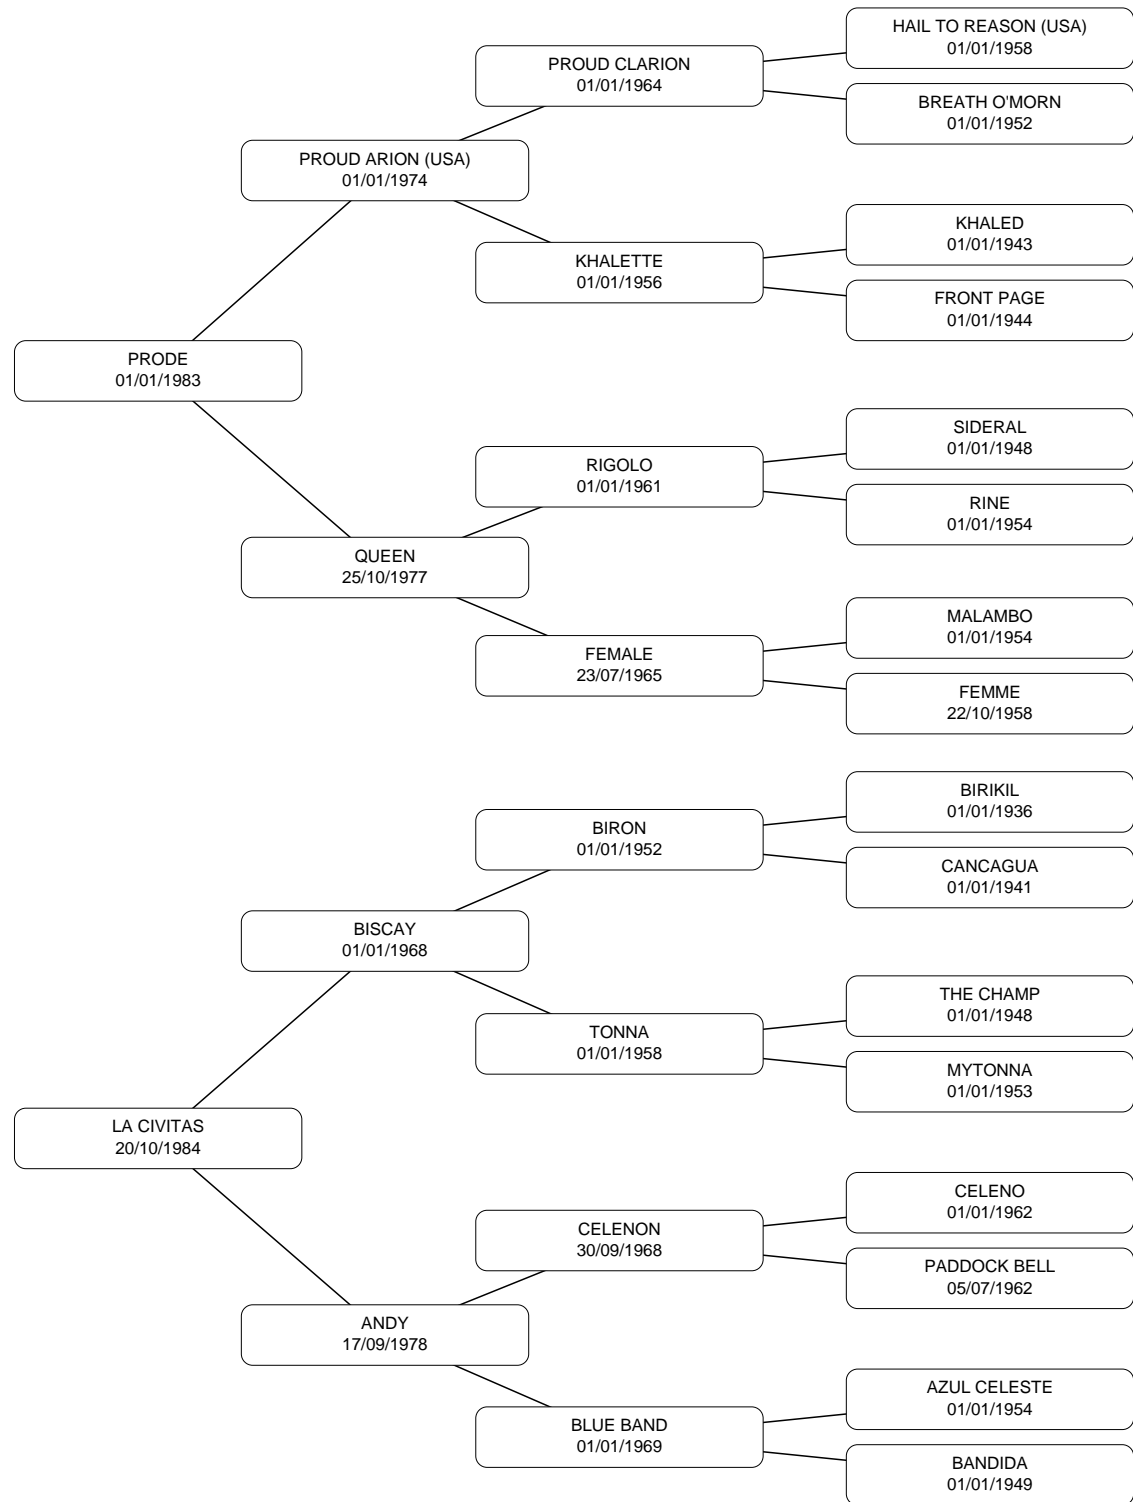 HAIL TO REASON (USA)
01/01/1958
PROUD CLARION
01/01/1964
BREATH O'MORN
01/01/1952
PROUD ARION (USA)
01/01/1974
KHALED
01/01/1943
KHALETTE
01/01/1956
FRONT PAGE
01/01/1944
PRODE
01/01/1983
SIDERAL
01/01/1948
RIGOLO
01/01/1961
RINE
01/01/1954
QUEEN
25/10/1977
MALAMBO
01/01/1954
FEMALE
23/07/1965
FEMME
22/10/1958
BIRIKIL
01/01/1936
BIRON
01/01/1952
CANCAGUA
01/01/1941
BISCAY
01/01/1968
THE CHAMP
01/01/1948
TONNA
01/01/1958
MYTONNA
01/01/1953
LA CIVITAS
20/10/1984
CELENO
01/01/1962
CELENON
30/09/1968
PADDOCK BELL
05/07/1962
ANDY
17/09/1978
AZUL CELESTE
01/01/1954
BLUE BAND
01/01/1969
BANDIDA
01/01/1949